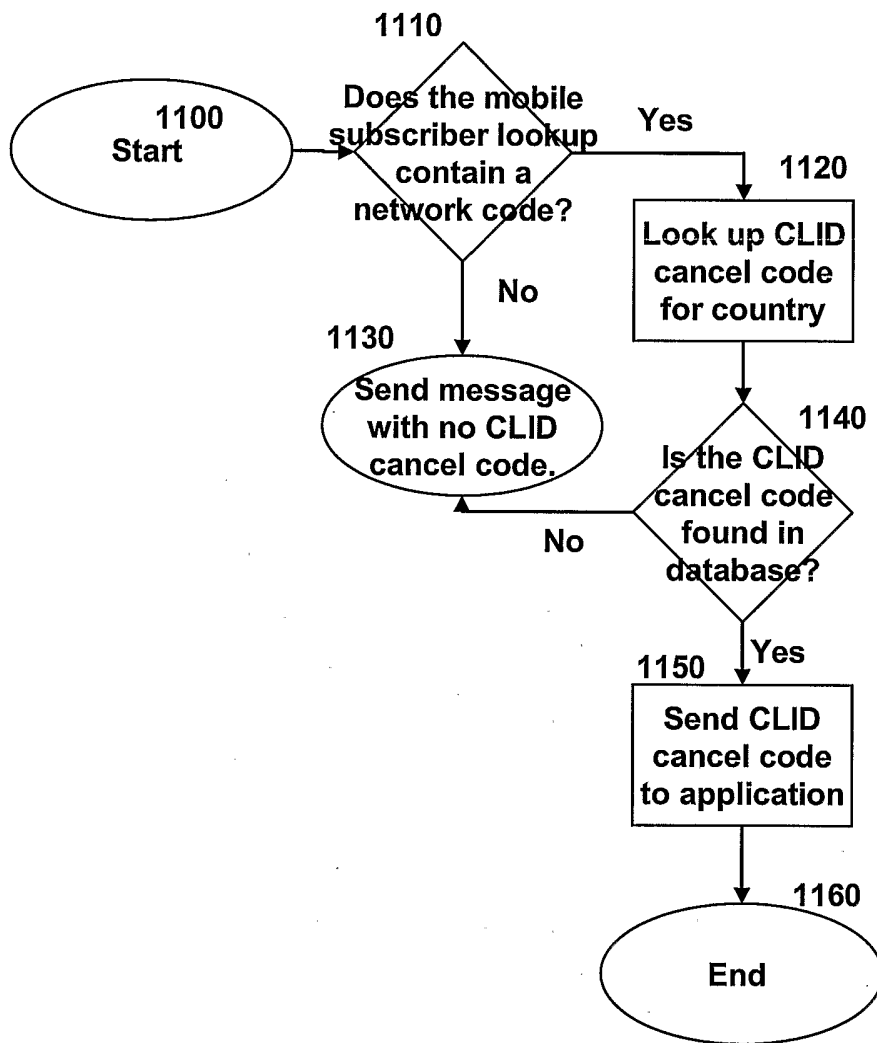 1110
1100
Start
Does the mobile
subscriber lookup
contain a
network code?
Yes
1120
Look up CLID
cancel code
for country
No
1130
Send message
with no CLID
cancel code.
1140
Is the CLID
cancel code
found in
database?
No
Yes
1150
Send CLID
cancel code
to application
1160
End